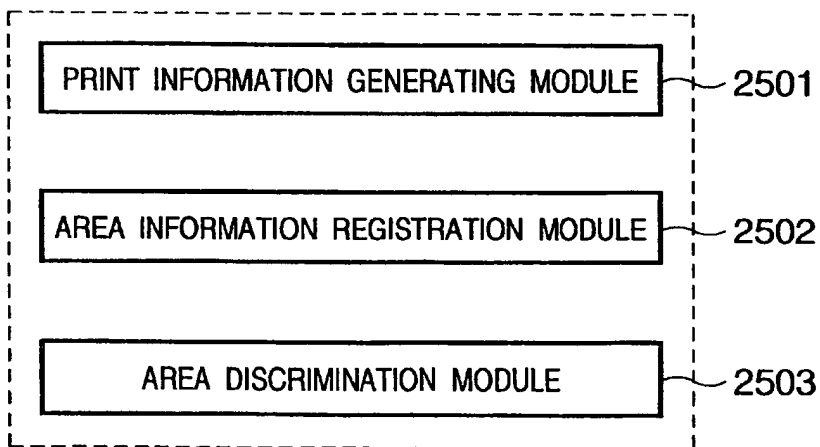 PRINT INFORMATION GENERATING MODULE 2501
AREA INFORMATION REGISTRATION MODULE 2502
AREA DISCRIMINATION MODULE 2503